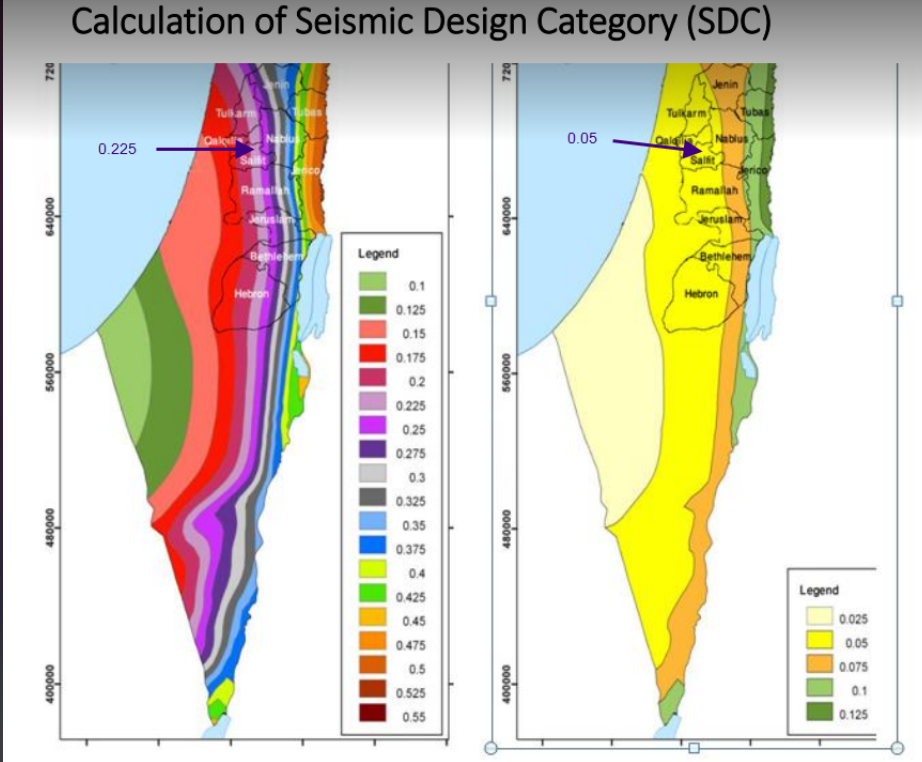 Calculation of Seismic Design Category (SDC)
720
640000
560000
480000
400000
0.225
Jenin
Tulkarm
Tubas
Qalqilia
Nablus
Salfit
Jerico
Ramallah
Jeruslam
Bethlehem
Hebron
Legend
0.1
0.125
0.15
0.175
0.2
0.225
0.25
0.275
0.3
0.325
0.35
0.375
0.4
0.425
0.45
0.475
0.5
0.525
0.55
720
640000
560000
480000
400000
0.05
Jenin
Tulkarm
Tubas
Qalqilia
Nablus
Salfit
Jerico
Ramallah
Jeruslam
Bethlehem
Hebron
Legend
0.025
0.05
0.075
0.1
0.125